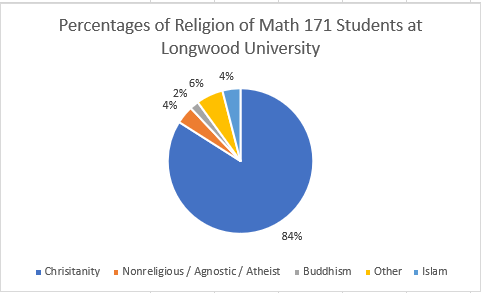 Percentages of Religion of Math 171 Students at
Longwood University
4%
6%
2%
4%
84%
Chrisitanity Nonreligious / Agnostic / Atheist Buddhism Other Islam